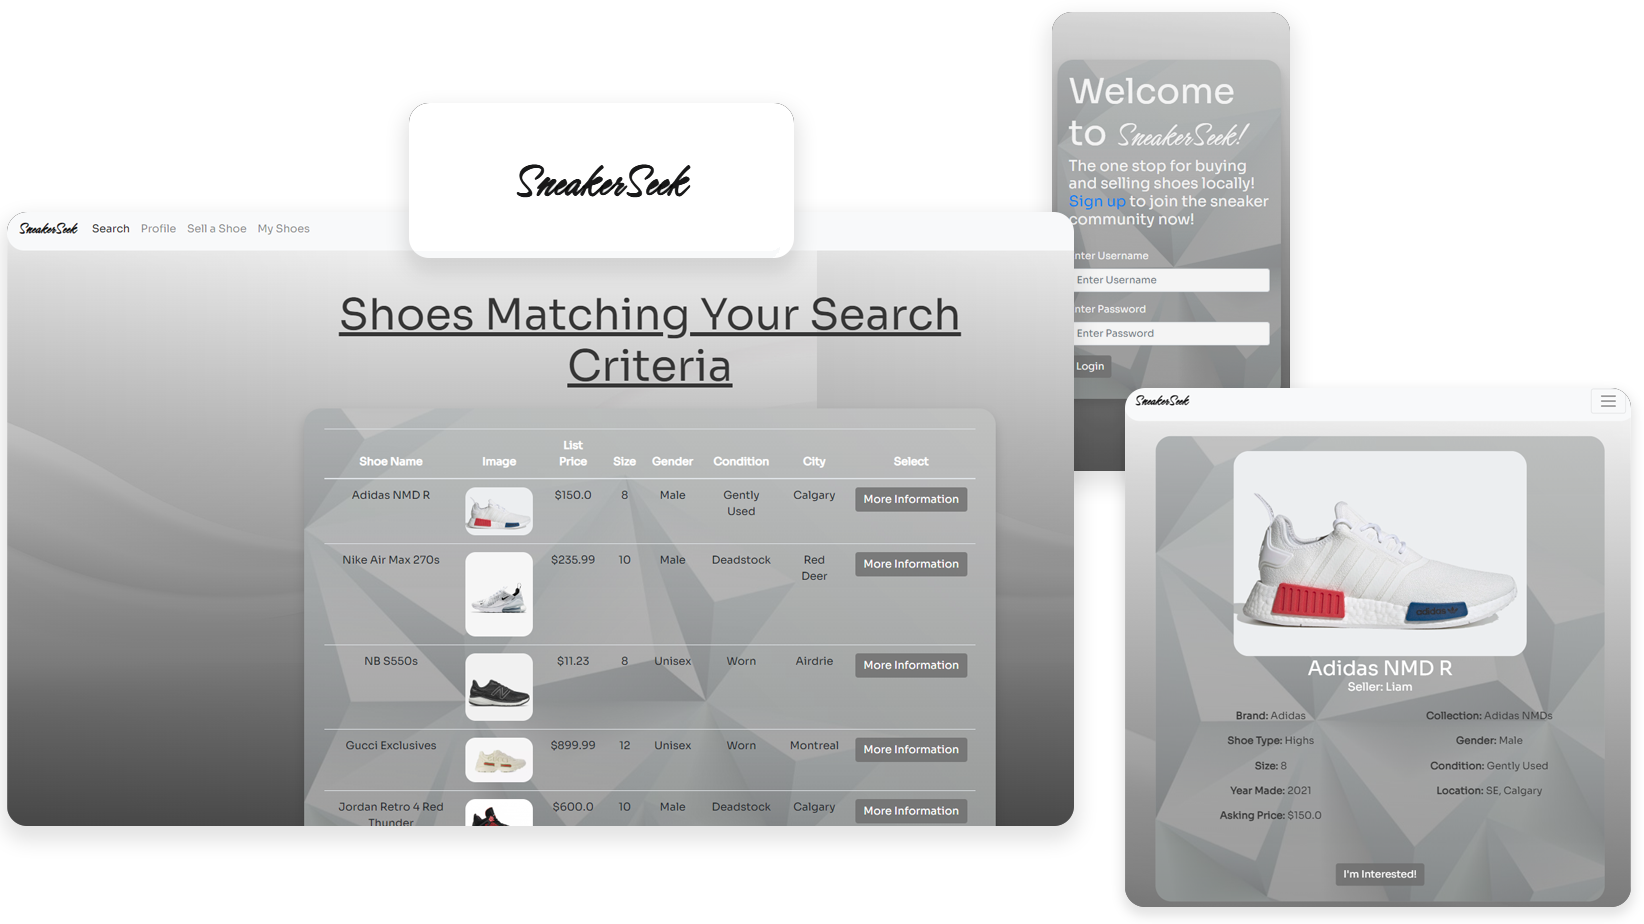 SneakerSeek
SneakerSeek Search Profile Sell a Shoe My Shoes
Shoes Matching Your Search
Criteria
Shoe Name Image List Price Size Gender Condition City Select
Adidas NMD R $150.0 8 Male Gently Used Calgary More Information
Nike Air Max 270s $235.99 10 Male Deadstock Red Deer More Information
NB S550s $11.23 8 Unisex Worn Airdrie More Information
Gucci Exclusives $899.99 12 Unisex Worn Montreal More Information
Jordan Retro 4 Red Thunder $600.0 10 Male Deadstock Calgary More Information
Welcome
to SneakerSeek!
The one stop for buying
and selling shoes locally!
Sign up to join the sneaker
community now!
nter Username
Enter Username
nter Password
Enter Password
Login
SneakerSeek
adidas
Adidas NMD R
Seller: Liam
Brand: Adidas
Collection: Adidas NMDs
Shoe Type: Highs
Gender: Male
Size: 8
Condition: Gently Used
Year Made: 2021
Location: SE, Calgary
Asking Price: $150.0
I'm Interested!